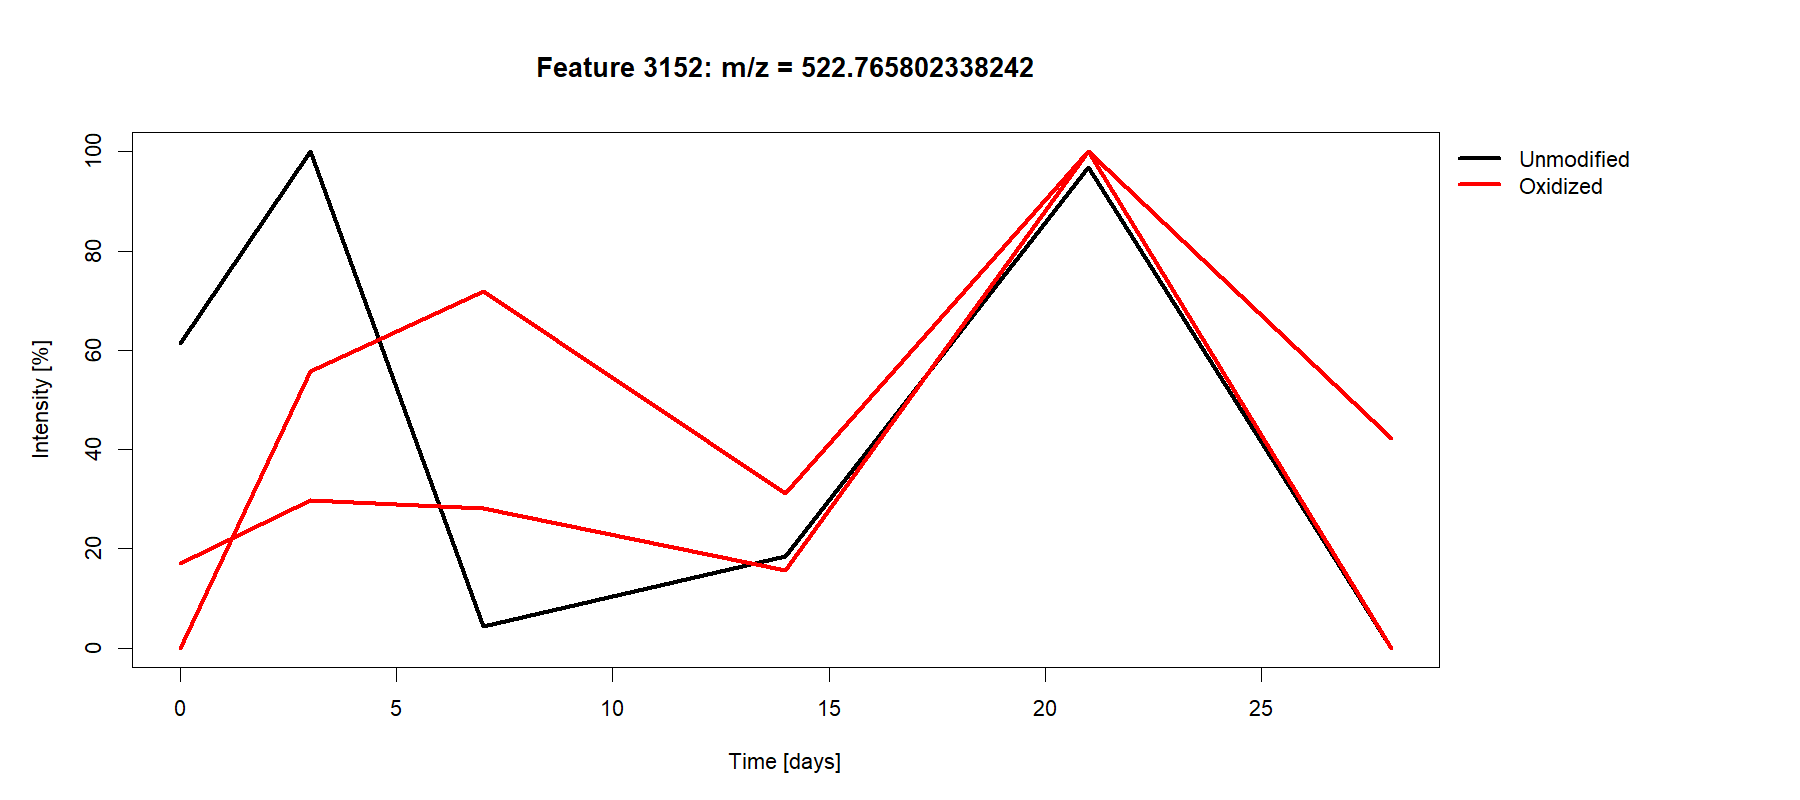 Feature 3152: m/z = 522.765802338242
Unmodified
Oxidized
Intensity [%]
100
80
60
40
20
0
0 5 10 15 20 25
Time [days]